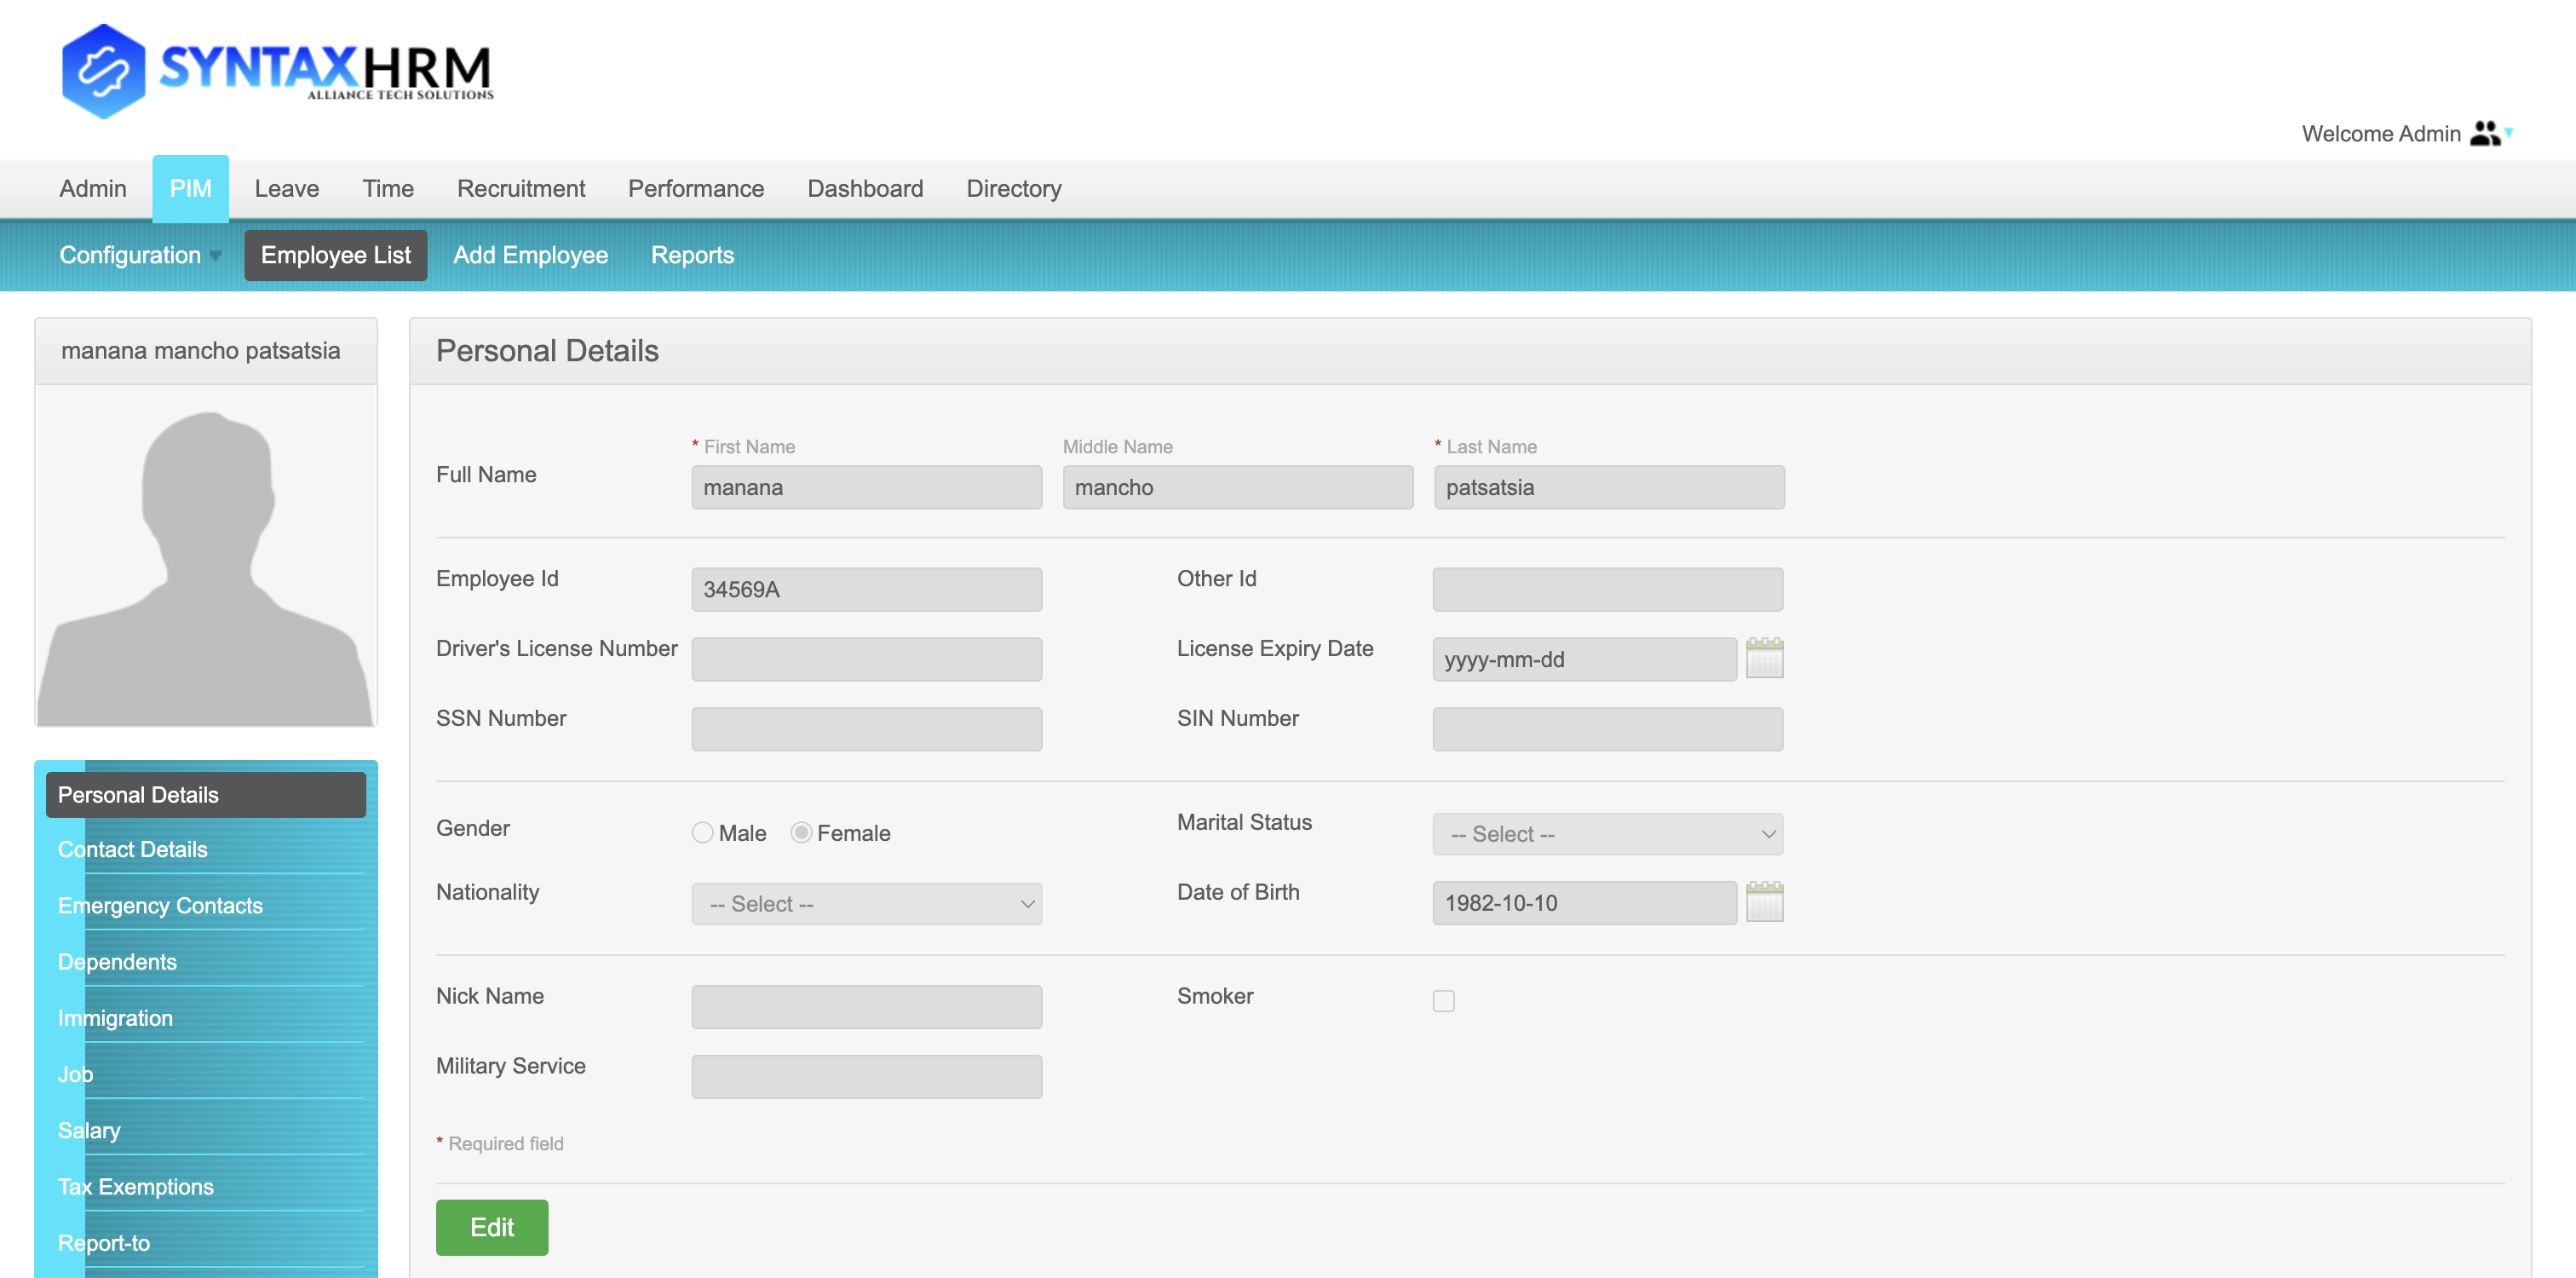 SYNTAXHRM
ALLIANCE TECH SOLUTIONS
Welcome Admin
Admin PIM Leave Time Recruitment Performance Dashboard Directory
Configuration Employee List Add Employee Reports
manana mancho patsatsia
Personal Details
* First Name Middle Name * Last Name
Full Name manana mancho patsatsia
Employee Id 34569A Other Id
Driver's License Number License Expiry Date yyyy-mm-dd
SSN Number SIN Number
Gender Male Female Marital Status -- Select --
Nationality -- Select -- Date of Birth 1982-10-10
Nick Name Smoker
Military Service
* Required field
Edit
Personal Details
Contact Details
Emergency Contacts
Dependents
Immigration
Job
Salary
Tax Exemptions
Report-to